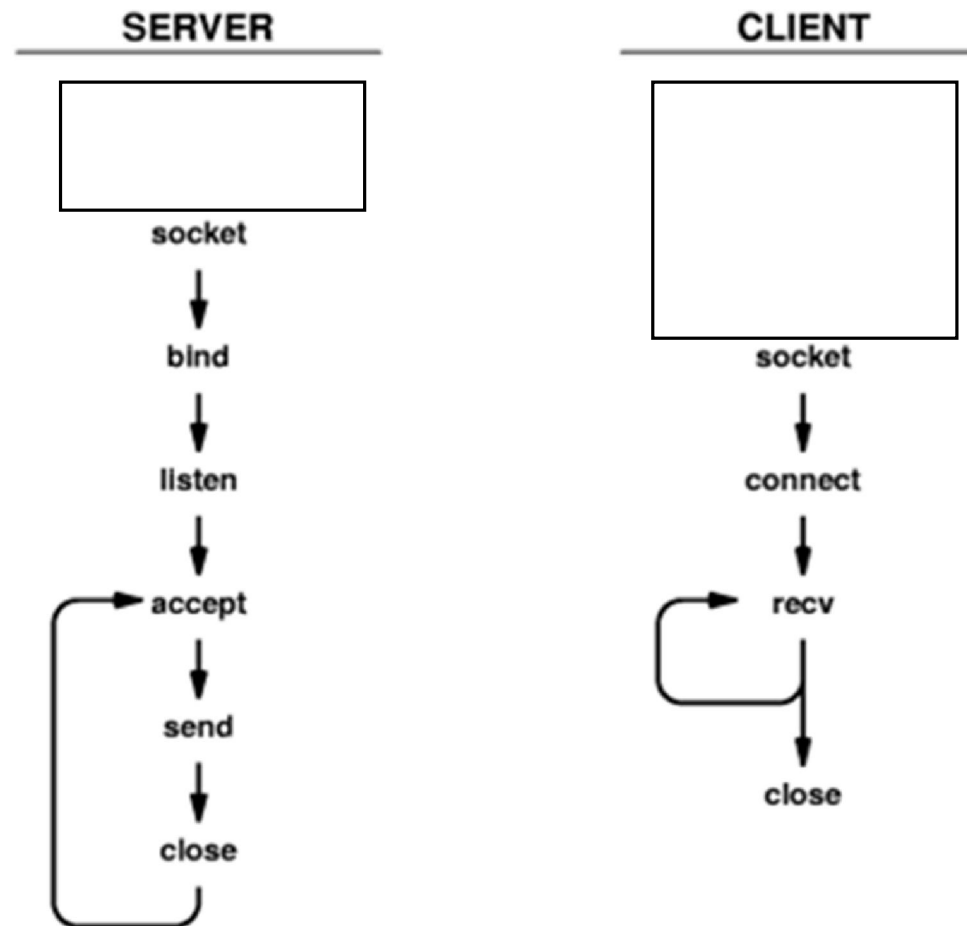 SERVER
CLIENT
socket
bind
listen
accept
send
close
socket
connect
recv
close